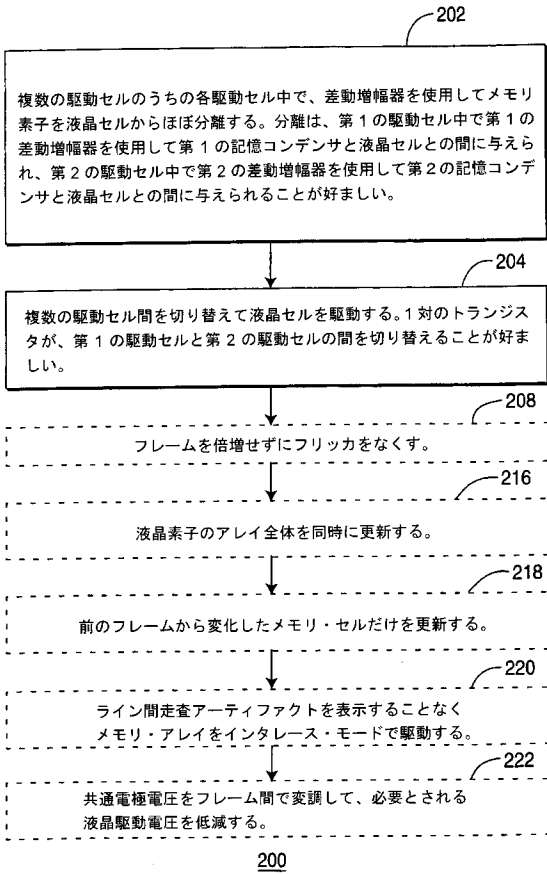 202
複数の駆動セルのうちの各駆動セル中で、差動増幅器を使用してメモリ
素子を液晶セルからほぼ分離する。分離は、第１の駆動セル中で第１の
差動増幅器を使用して第１の記憶コンデンサと液晶セルとの間に与えら
れ、第２の駆動セル中で第２の差動増幅器を使用して第２の記憶コンデ
ンサと液晶セルとの間に与えられることが好ましい。
204
複数の駆動セル間を切り替えて液晶セルを駆動する。１対のトランジス
タが、第１の駆動セルと第２の駆動セルの間を切り替えることが好ま
しい。
208
フレームを倍増せずにフリッカをなくす。
216
液晶素子のアレイ全体を同時に更新する。
218
前のフレームから変化したメモリ・セルだけを更新する。
220
ライン間走査アーティファクトを表示することなく
メモリ・アレイをインタレース・モードで駆動する。
222
共通電極電圧をフレーム間で変調して、必要とされる
液晶駆動電圧を低減する。
200